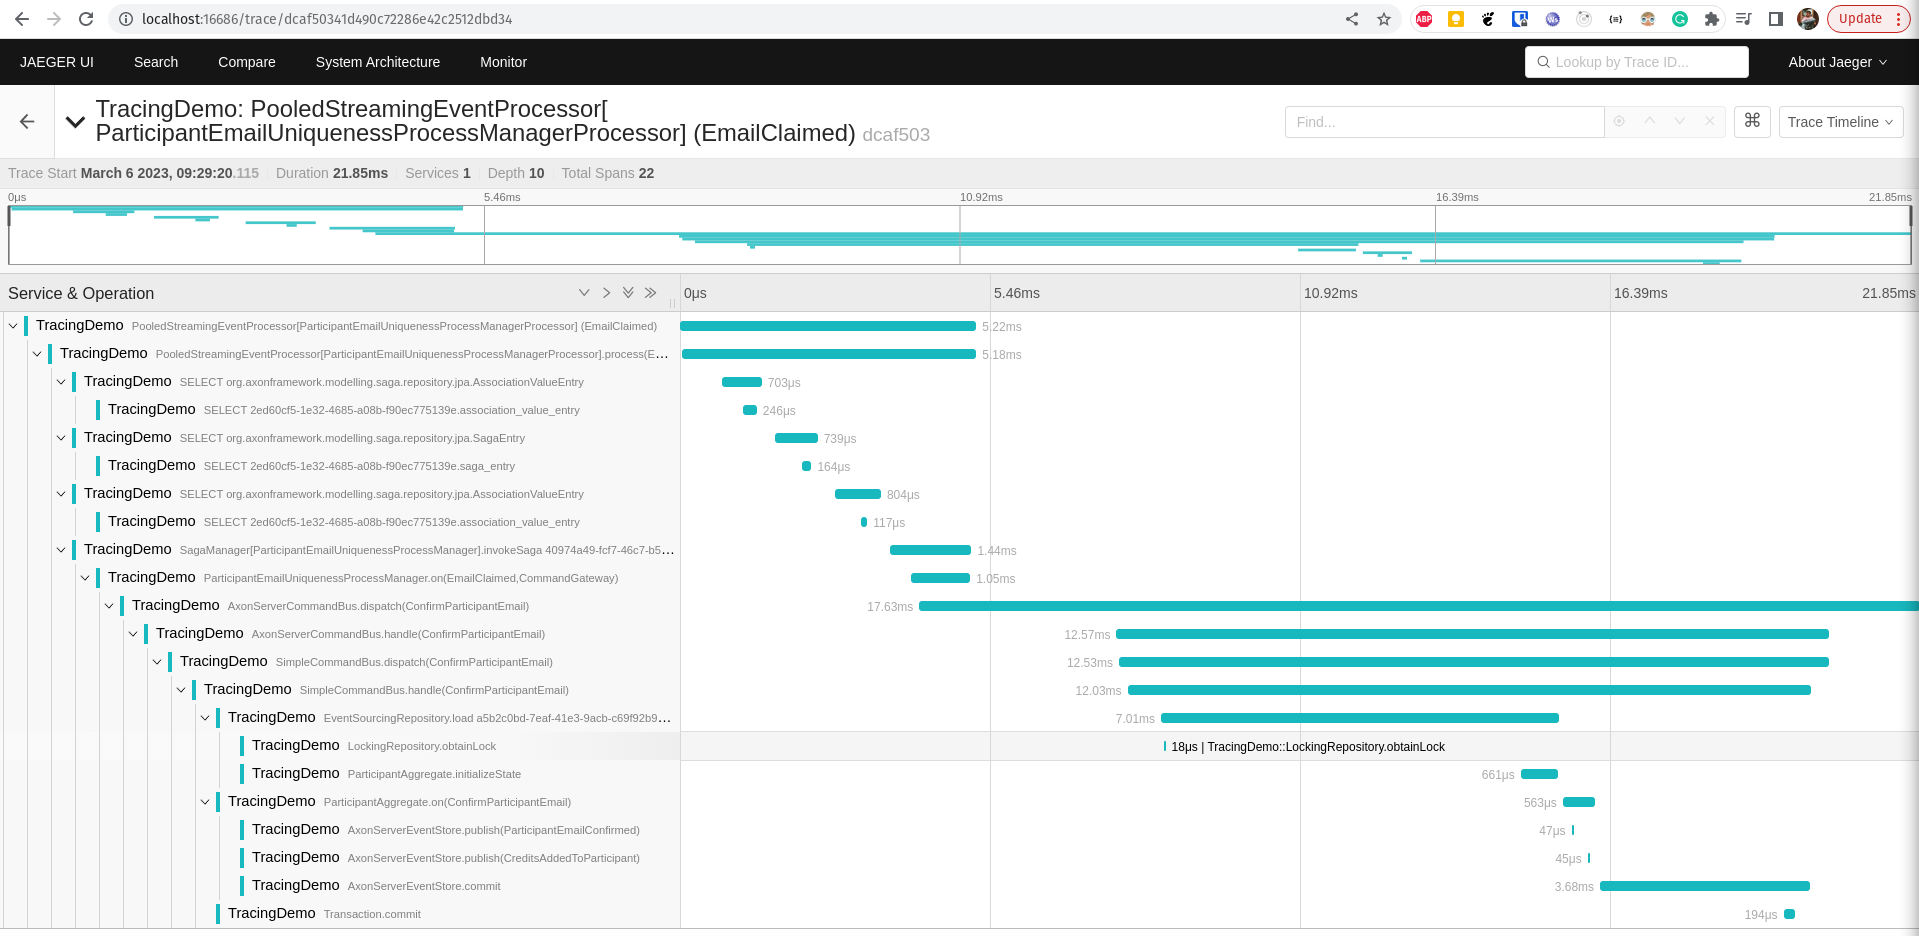 localhost:16686/trace/dcaf50341d490c72286e42c2512dbd34
ABP
Update
JAEGER UI Search Compare System Architecture Monitor
Lookup by Trace ID...
About Jaeger
TracingDemo: PooledStreamingEventProcessor[
ParticipantEmailUniquenessProcessManagerProcessor] (EmailClaimed) dcaf503
Find...
⌘
Trace Timeline
Trace Start March 6 2023, 09:29:20.115 Duration 21.85ms Services 1 Depth 10 Total Spans 22
0μs 5.46ms 10.92ms 16.39ms 21.85ms
Service & Operation 0μs 5.46ms 10.92ms 16.39ms 21.85ms
TracingDemo PooledStreamingEventProcessor[ParticipantEmailUniquenessProcessManagerProcessor] (EmailClaimed) 5.22ms
TracingDemo PooledStreamingEventProcessor[ParticipantEmailUniquenessProcessManagerProcessor].process(E... 5.18ms
TracingDemo SELECT org.axonframework.modelling.saga.repository.jpa.AssociationValueEntry 703μs
TracingDemo SELECT 2ed60cf5-1e32-4685-a08b-f90ec775139e.association_value_entry 246μs
TracingDemo SELECT org.axonframework.modelling.saga.repository.jpa.SagaEntry 739μs
TracingDemo SELECT 2ed60cf5-1e32-4685-a08b-f90ec775139e.saga_entry 164μs
TracingDemo SELECT org.axonframework.modelling.saga.repository.jpa.AssociationValueEntry 804μs
TracingDemo SELECT 2ed60cf5-1e32-4685-a08b-f90ec775139e.association_value_entry 117μs
TracingDemo SagaManager[ParticipantEmailUniquenessProcessManager].invokeSaga 40974a49-fcf7-46c7-b5... 1.44ms
TracingDemo ParticipantEmailUniquenessProcessManager.on(EmailClaimed,CommandGateway) 1.05ms
TracingDemo AxonServerCommandBus.dispatch(ConfirmParticipantEmail) 17.63ms
TracingDemo AxonServerCommandBus.handle(ConfirmParticipantEmail) 12.57ms
TracingDemo SimpleCommandBus.dispatch(ConfirmParticipantEmail) 12.53ms
TracingDemo SimpleCommandBus.handle(ConfirmParticipantEmail) 12.03ms
TracingDemo EventSourcingRepository.load a5b2c0bd-7eaf-41e3-9acb-c69f92b9... 7.01ms
TracingDemo LockingRepository.obtainLock 18μs | TracingDemo::LockingRepository.obtainLock
TracingDemo ParticipantAggregate.initializeState 661μs
TracingDemo ParticipantAggregate.on(ConfirmParticipantEmail) 563μs
TracingDemo AxonServerEventStore.publish(ParticipantEmailConfirmed) 47μs
TracingDemo AxonServerEventStore.publish(CreditsAddedToParticipant) 45μs
TracingDemo AxonServerEventStore.commit 3.68ms
TracingDemo Transaction.commit 194μs